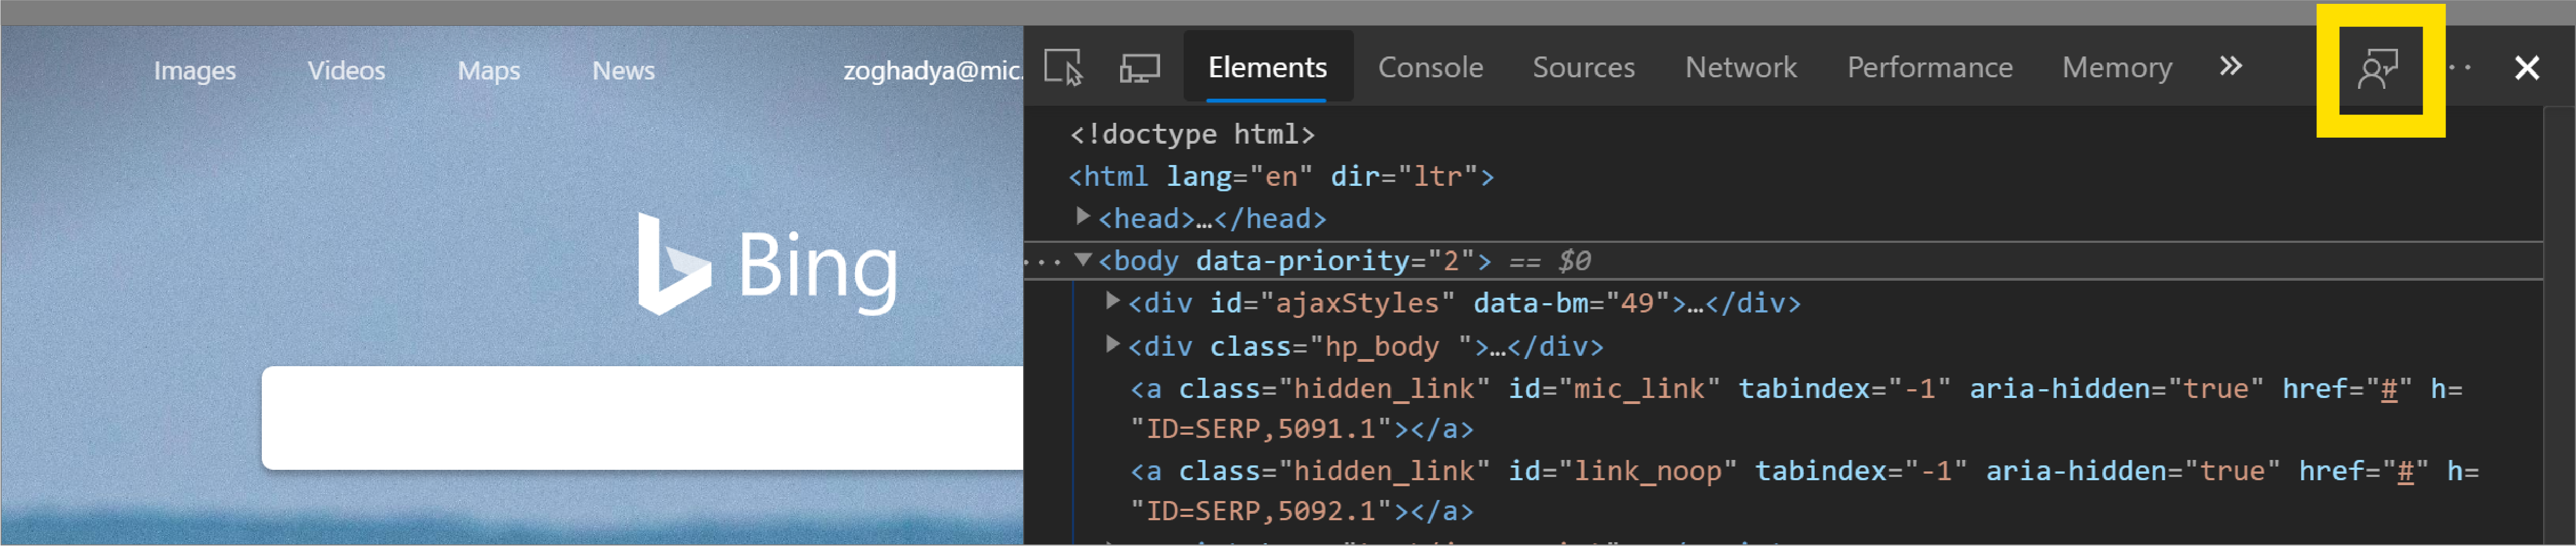 Images Videos Maps News zoghadya@mic.
Bing
Elements Console Sources Network Performance Memory
<!doctype html>
<html lang="en" dir="ltr">
<head>…</head>
<body data-priority="2"> == $0
<div id="ajaxStyles" data-bm="49">…</div>
<div class="hp_body ">…</div>
<a class="hidden_link" id="mic_link" tabindex="-1" aria-hidden="true" href="#" h=
"ID=SERP,5091.1"></a>
<a class="hidden_link" id="link_noop" tabindex="-1" aria-hidden="true" href="#" h=
"ID=SERP,5092.1"></a>